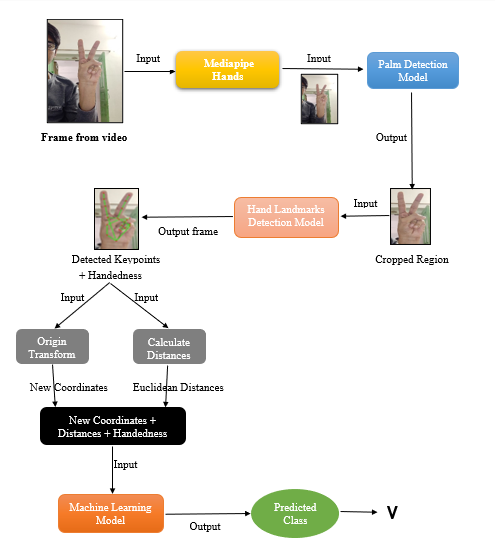 Input
Mediapipe
Hands
Input
Palm Detection
Model
Frame from video
Output
Input
Hand Landmarks
Detection Model
Output frame
Cropped Region
Detected Keypoints
+ Handedness
Input
Input
Origin
Transform
Calculate
Distances
New Coordinates
Euclidean Distances
New Coordinates +
Distances + Handedness
Input
Machine Learning
Model
Output
Predicted
Class
V